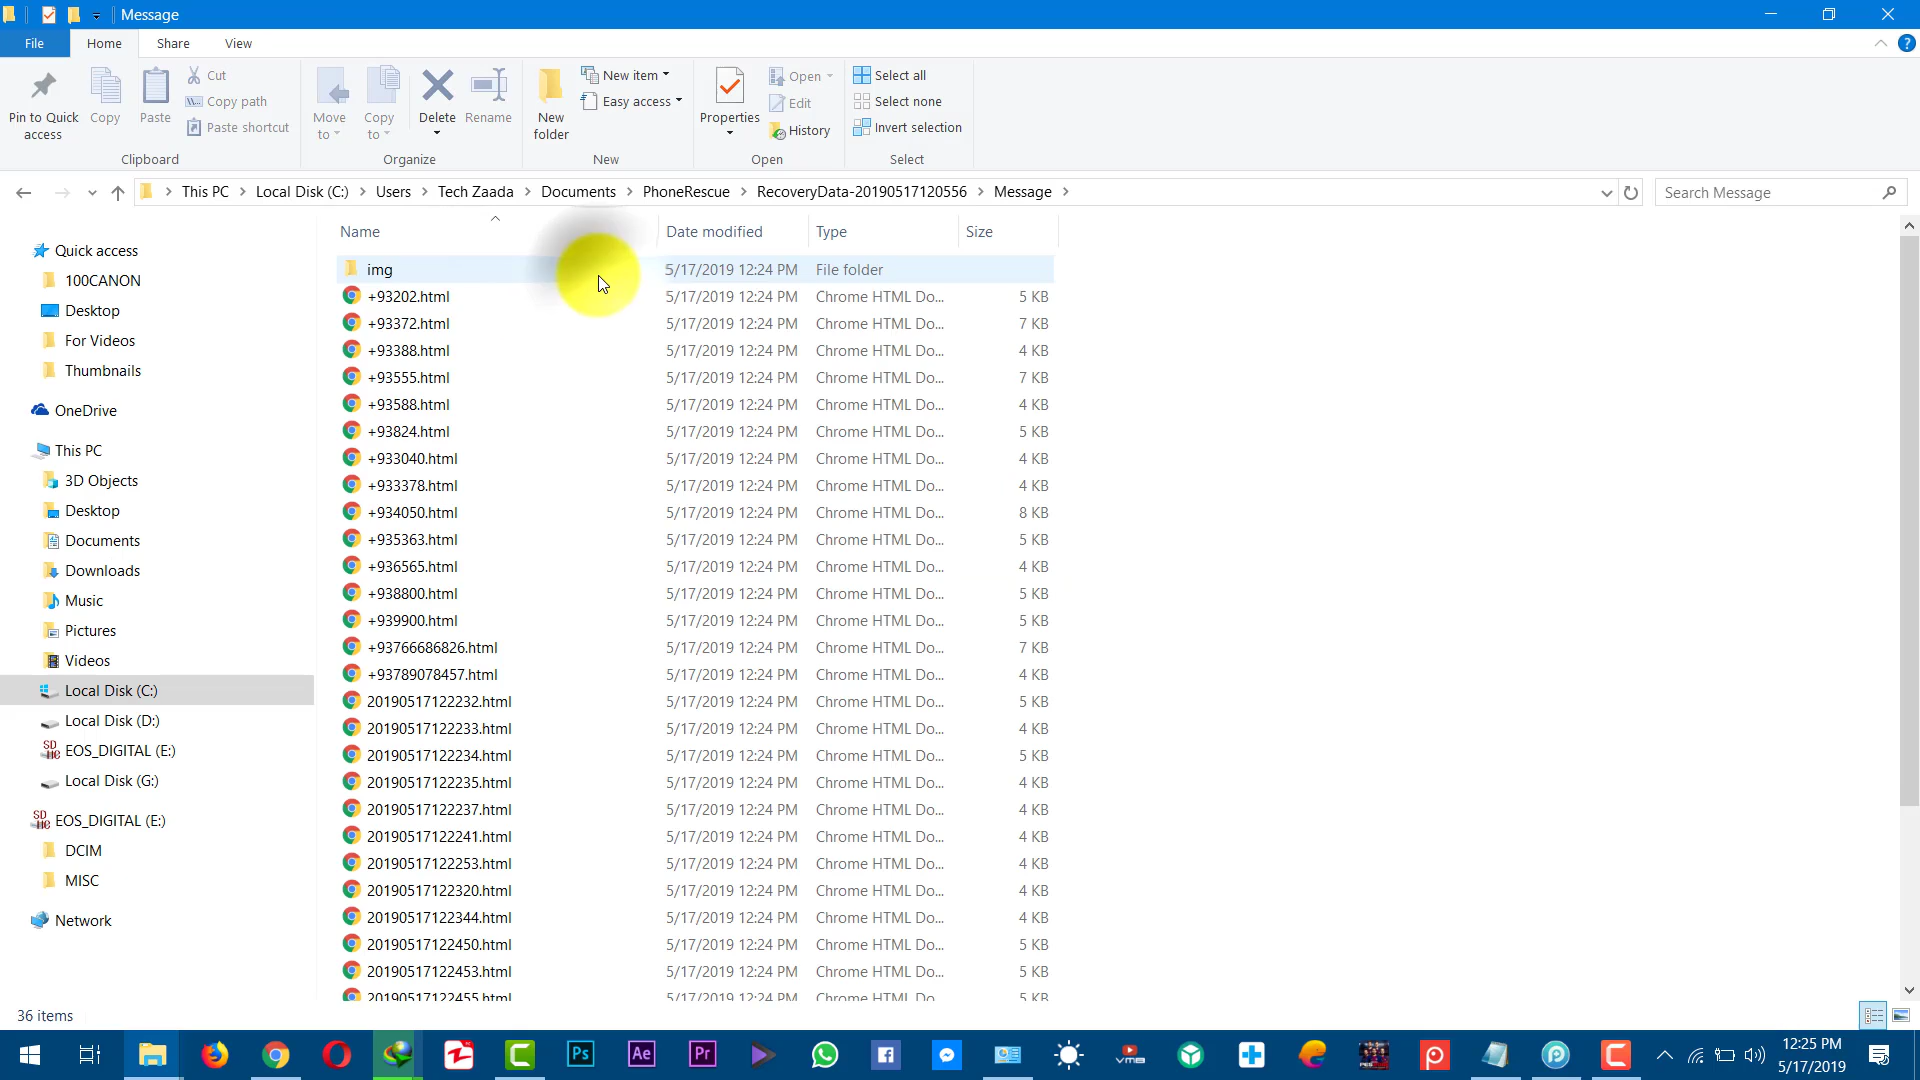 Message
File Home Share View
Pin to Quick access
Copy
Paste
Cut
Copy path
Paste shortcut
Clipboard
Move to
Copy to
Delete
Rename
Organize
New folder
New item
Easy access
New
Properties
Open
Edit
History
Open
Select all
Select none
Invert selection
Select
This PC Local Disk (C:) Users Tech Zaada Documents PhoneRescue RecoveryData-20190517120556 Message
Search Message
Quick access
100CANON
Desktop
For Videos
Thumbnails
OneDrive
This PC
3D Objects
Desktop
Documents
Downloads
Music
Pictures
Videos
Local Disk (C:)
Local Disk (D:)
EOS_DIGITAL (E:)
Local Disk (G:)
EOS_DIGITAL (E:)
DCIM
MISC
Network
Name Date modified Type Size
img 5/17/2019 12:24 PM File folder
+93202.html 5/17/2019 12:24 PM Chrome HTML Do... 5 KB
+93372.html 5/17/2019 12:24 PM Chrome HTML Do... 7 KB
+93388.html 5/17/2019 12:24 PM Chrome HTML Do... 4 KB
+93555.html 5/17/2019 12:24 PM Chrome HTML Do... 7 KB
+93588.html 5/17/2019 12:24 PM Chrome HTML Do... 4 KB
+93824.html 5/17/2019 12:24 PM Chrome HTML Do... 5 KB
+933040.html 5/17/2019 12:24 PM Chrome HTML Do... 4 KB
+933378.html 5/17/2019 12:24 PM Chrome HTML Do... 4 KB
+934050.html 5/17/2019 12:24 PM Chrome HTML Do... 8 KB
+935363.html 5/17/2019 12:24 PM Chrome HTML Do... 5 KB
+936565.html 5/17/2019 12:24 PM Chrome HTML Do... 4 KB
+938800.html 5/17/2019 12:24 PM Chrome HTML Do... 5 KB
+939900.html 5/17/2019 12:24 PM Chrome HTML Do... 5 KB
+93766686826.html 5/17/2019 12:24 PM Chrome HTML Do... 7 KB
+93789078457.html 5/17/2019 12:24 PM Chrome HTML Do... 4 KB
20190517122232.html 5/17/2019 12:24 PM Chrome HTML Do... 5 KB
20190517122233.html 5/17/2019 12:24 PM Chrome HTML Do... 4 KB
20190517122234.html 5/17/2019 12:24 PM Chrome HTML Do... 5 KB
20190517122235.html 5/17/2019 12:24 PM Chrome HTML Do... 4 KB
20190517122237.html 5/17/2019 12:24 PM Chrome HTML Do... 4 KB
20190517122241.html 5/17/2019 12:24 PM Chrome HTML Do... 4 KB
20190517122253.html 5/17/2019 12:24 PM Chrome HTML Do... 4 KB
20190517122320.html 5/17/2019 12:24 PM Chrome HTML Do... 4 KB
20190517122344.html 5/17/2019 12:24 PM Chrome HTML Do... 4 KB
20190517122450.html 5/17/2019 12:24 PM Chrome HTML Do... 5 KB
20190517122453.html 5/17/2019 12:24 PM Chrome HTML Do... 5 KB
20190517122455.html 5/17/2019 12:24 PM Chrome HTML Do... 5 KB
36 items
Ps Ae Pr
12:25 PM
5/17/2019